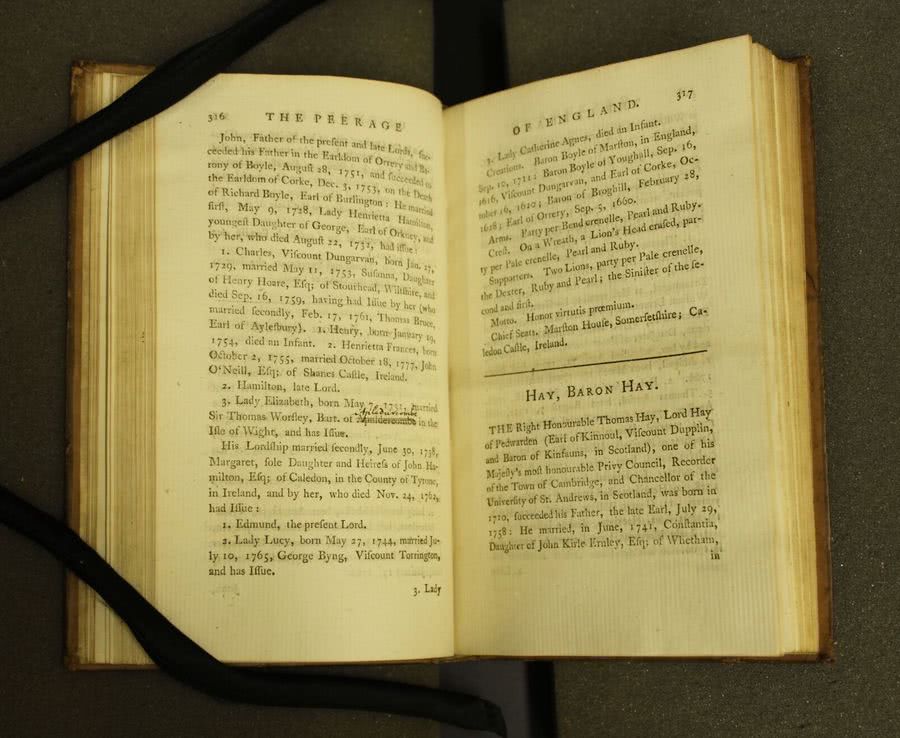 316 THE PEERAGE
John, Father of the preſent and late Lords, ſuc-
ceeded his Father in the Earldom of Orrery and Ba-
rony of Boyle, Auguſt 28, 1751, and ſucceeded to
the Earldom of Corke, Dec. 3, 1753, on the Death
of Richard Boyle, Earl of Burlington: He married
firſt, May 9, 1728, Lady Henrietta Hamilton,
youngeſt Daughter of George, Earl of Orkney, and
by her, who died Auguſt 22, 1732, had iſſue:
1. Charles, Viſcount Dungarvan, born Jan. 27,
1729, married May 11, 1753, Suſanna, Daughter
of Henry Hoare, Eſq; of Stourhead, Wiltſhire, and
died Sep. 16, 1759, having had Iſſue by her (who
married ſecondly, Feb. 17, 1761, Thomas Bruce,
Earl of Ayleſbury). 1. Henry, born January 19,
1754, died an Infant. 2. Henrietta Frances, born
October 2, 1755, married October 18, 1777, John
O'Neill, Eſq; of Shanes Caſtle, Ireland.
2. Hamilton, late Lord.
3. Lady Elizabeth, born May 7, 1731, married
Sir Thomas Worſley, Bart. of Apuldercombe in the
Iſle of Wight, and has Iſſue.
His Lordſhip married ſecondly, June 30, 1738,
Margaret, ſole Daughter and Heireſs of John Ha-
milton, Eſq; of Caledon, in the County of Tyrone,
in Ireland, and by her, who died Nov. 24, 1762,
had Iſſue:
1. Edmund, the preſent Lord.
2. Lady Lucy, born May 27, 1744, married Ju-
ly 10, 1765, George Byng, Viſcount Torrington,
and has Iſſue.
3. Lady
OF ENGLAND. 317
3. Lady Catherine Agnes, died an Infant.
Creations. Baron Boyle of Marſton, in England,
Sep. 10, 1711; Baron Boyle of Youghall, Sep. 16,
1616, Viſcount Dungarvan, and Earl of Corke, Oc-
tober 16, 1620; Baron of Broghill, February 28,
1628; Earl of Orrery, Sep. 5, 1660.
Arms. Party per Bend crenelle, Pearl and Ruby.
Creſt. On a Wreath, a Lion's Head eraſed, par-
ty per Pale crenelle, Pearl and Ruby.
Supporters. Two Lions, party per Pale crenelle,
the Dexter, Ruby and Pearl; the Siniſter of the ſe-
cond and firſt.
Motto. Honor virtutis præmium.
Chief Seats. Marſton Houſe, Somerſetſhire; Ca-
ledon Caſtle, Ireland.
HAY, BARON HAY.
THE Right Honourable Thomas Hay, Lord Hay
of Pedwarden (Earl of Kinnoul, Viſcount Dupplin,
and Baron of Kinfauns, in Scotland), one of his
Majeſty's moſt honourable Privy Council, Recorder
of the Town of Cambridge, and Chancellor of the
Univerſity of St. Andrews, in Scotland, was born in
1710, ſucceeded his Father, the late Earl, July 29,
1758: He married, in June, 1741, Conſtantia,
Daughter of John Kirle Ernley, Eſq; of Whetham,
in